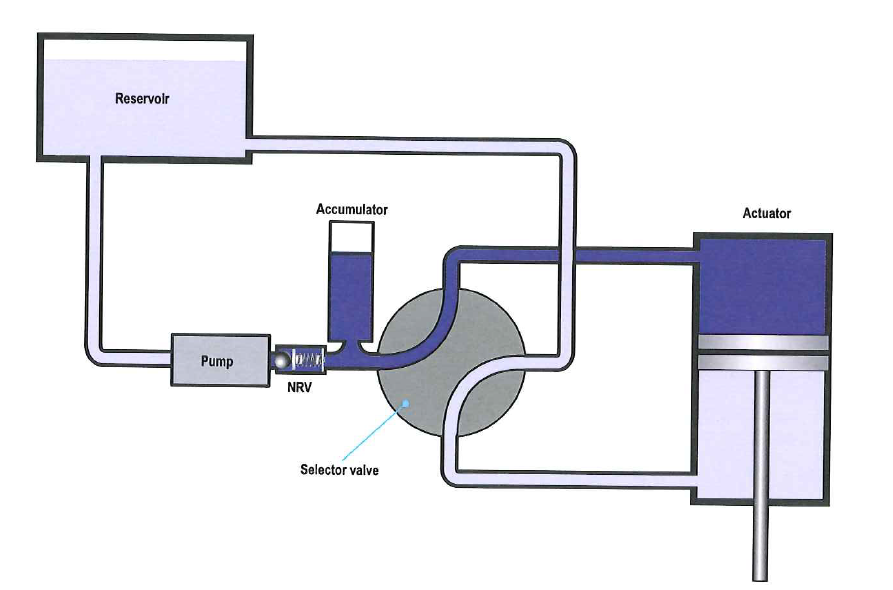 Reservoir
Accumulator
Actuator
Pump
NRV
Selector valve